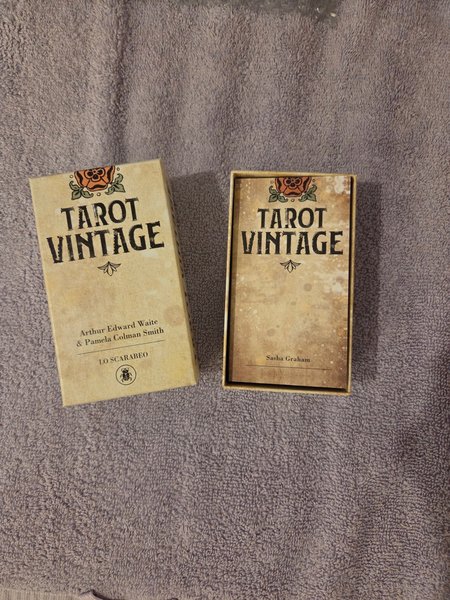 TAROT
VINTAGE
Arthur Edward Waite
& Pamela Colman Smith
LO SCARABEO
TAROT
VINTAGE
Sasha Graham